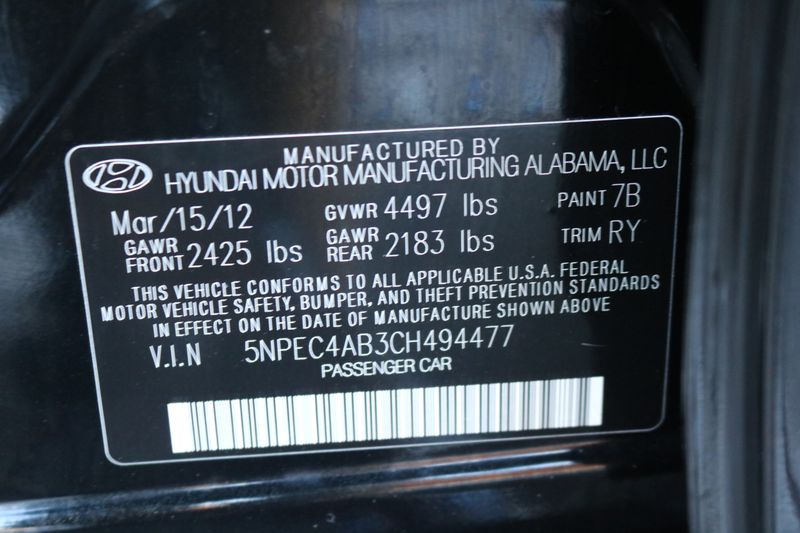 MANUFACTURED BY
HYUNDAI MOTOR MANUFACTURING ALABAMA, LLC
Mar/15/12 GVWR 4497 lbs PAINT 7B
GAWR FRONT 2425 lbs GAWR REAR 2183 lbs TRIM RY
THIS VEHICLE CONFORMS TO ALL APPLICABLE U.S.A. FEDERAL
MOTOR VEHICLE SAFETY, BUMPER, AND THEFT PREVENTION STANDARDS
IN EFFECT ON THE DATE OF MANUFACTURE SHOWN ABOVE
V.I.N 5NPEC4AB3CH494477
PASSENGER CAR